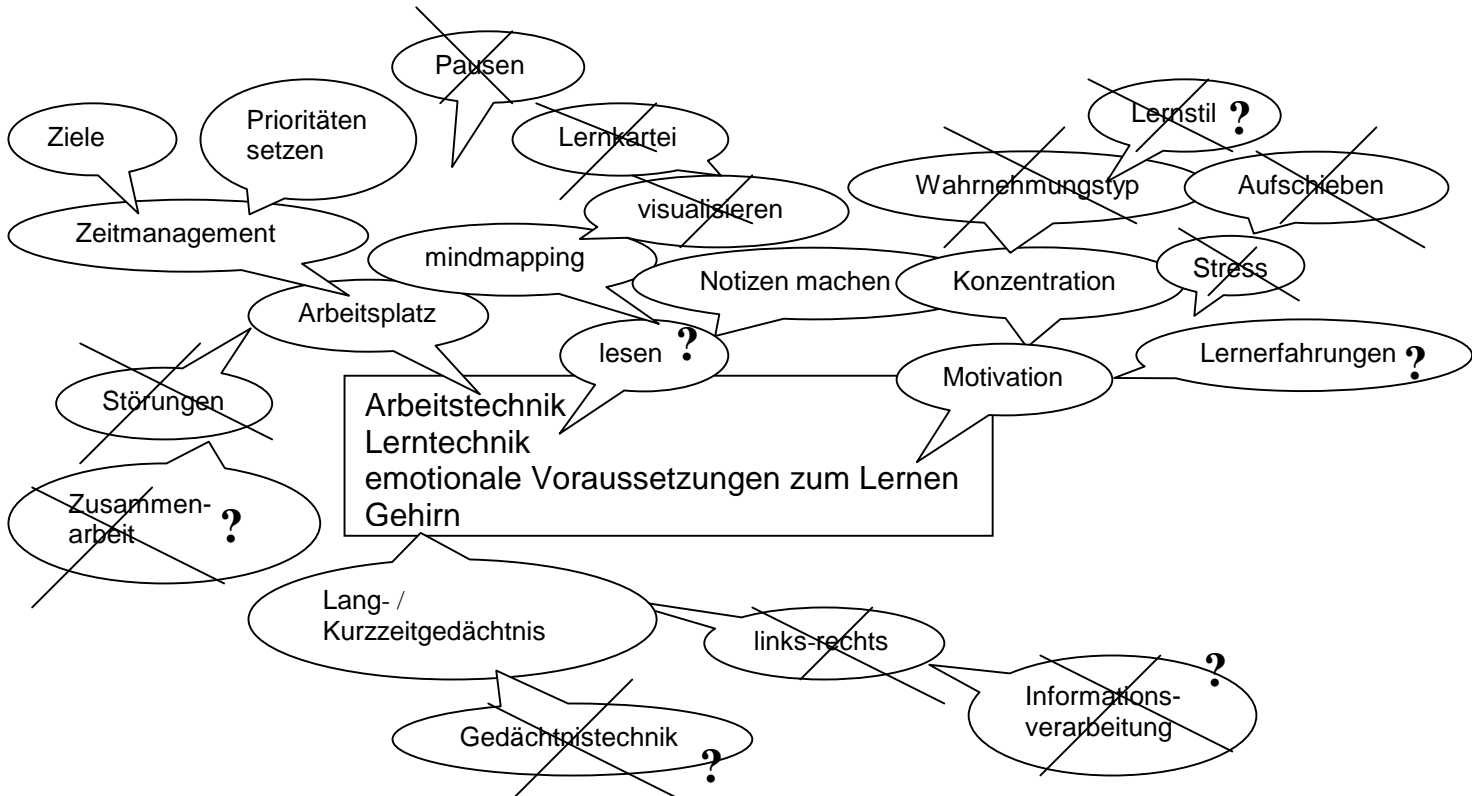 Pausen
Lernstil ?
Ziele
Prioritäten
setzen
Lernkartei
Wahrnehmungstyp
Aufschieben
visualisieren
Zeitmanagement
mindmapping
Notizen machen
Konzentration
Stress
Arbeitsplatz
lesen ?
Lernerfahrungen ?
Motivation
Störungen
Arbeitstechnik
Lerntechnik
emotionale Voraussetzungen zum Lernen
Gehirn
Zusammen-
arbeit ?
Lang- /
Kurzzeitgedächtnis
links-rechts
?
Informations-
verarbeitung
Gedächtnistechnik ?